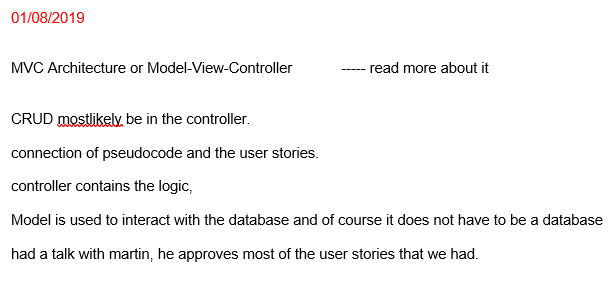 01/08/2019
MVC Architecture or Model-View-Controller ----- read more about it
CRUD mostlikely be in the controller.
connection of pseudocode and the user stories.
controller contains the logic,
Model is used to interact with the database and of course it does not have to be a database
had a talk with martin, he approves most of the user stories that we had.